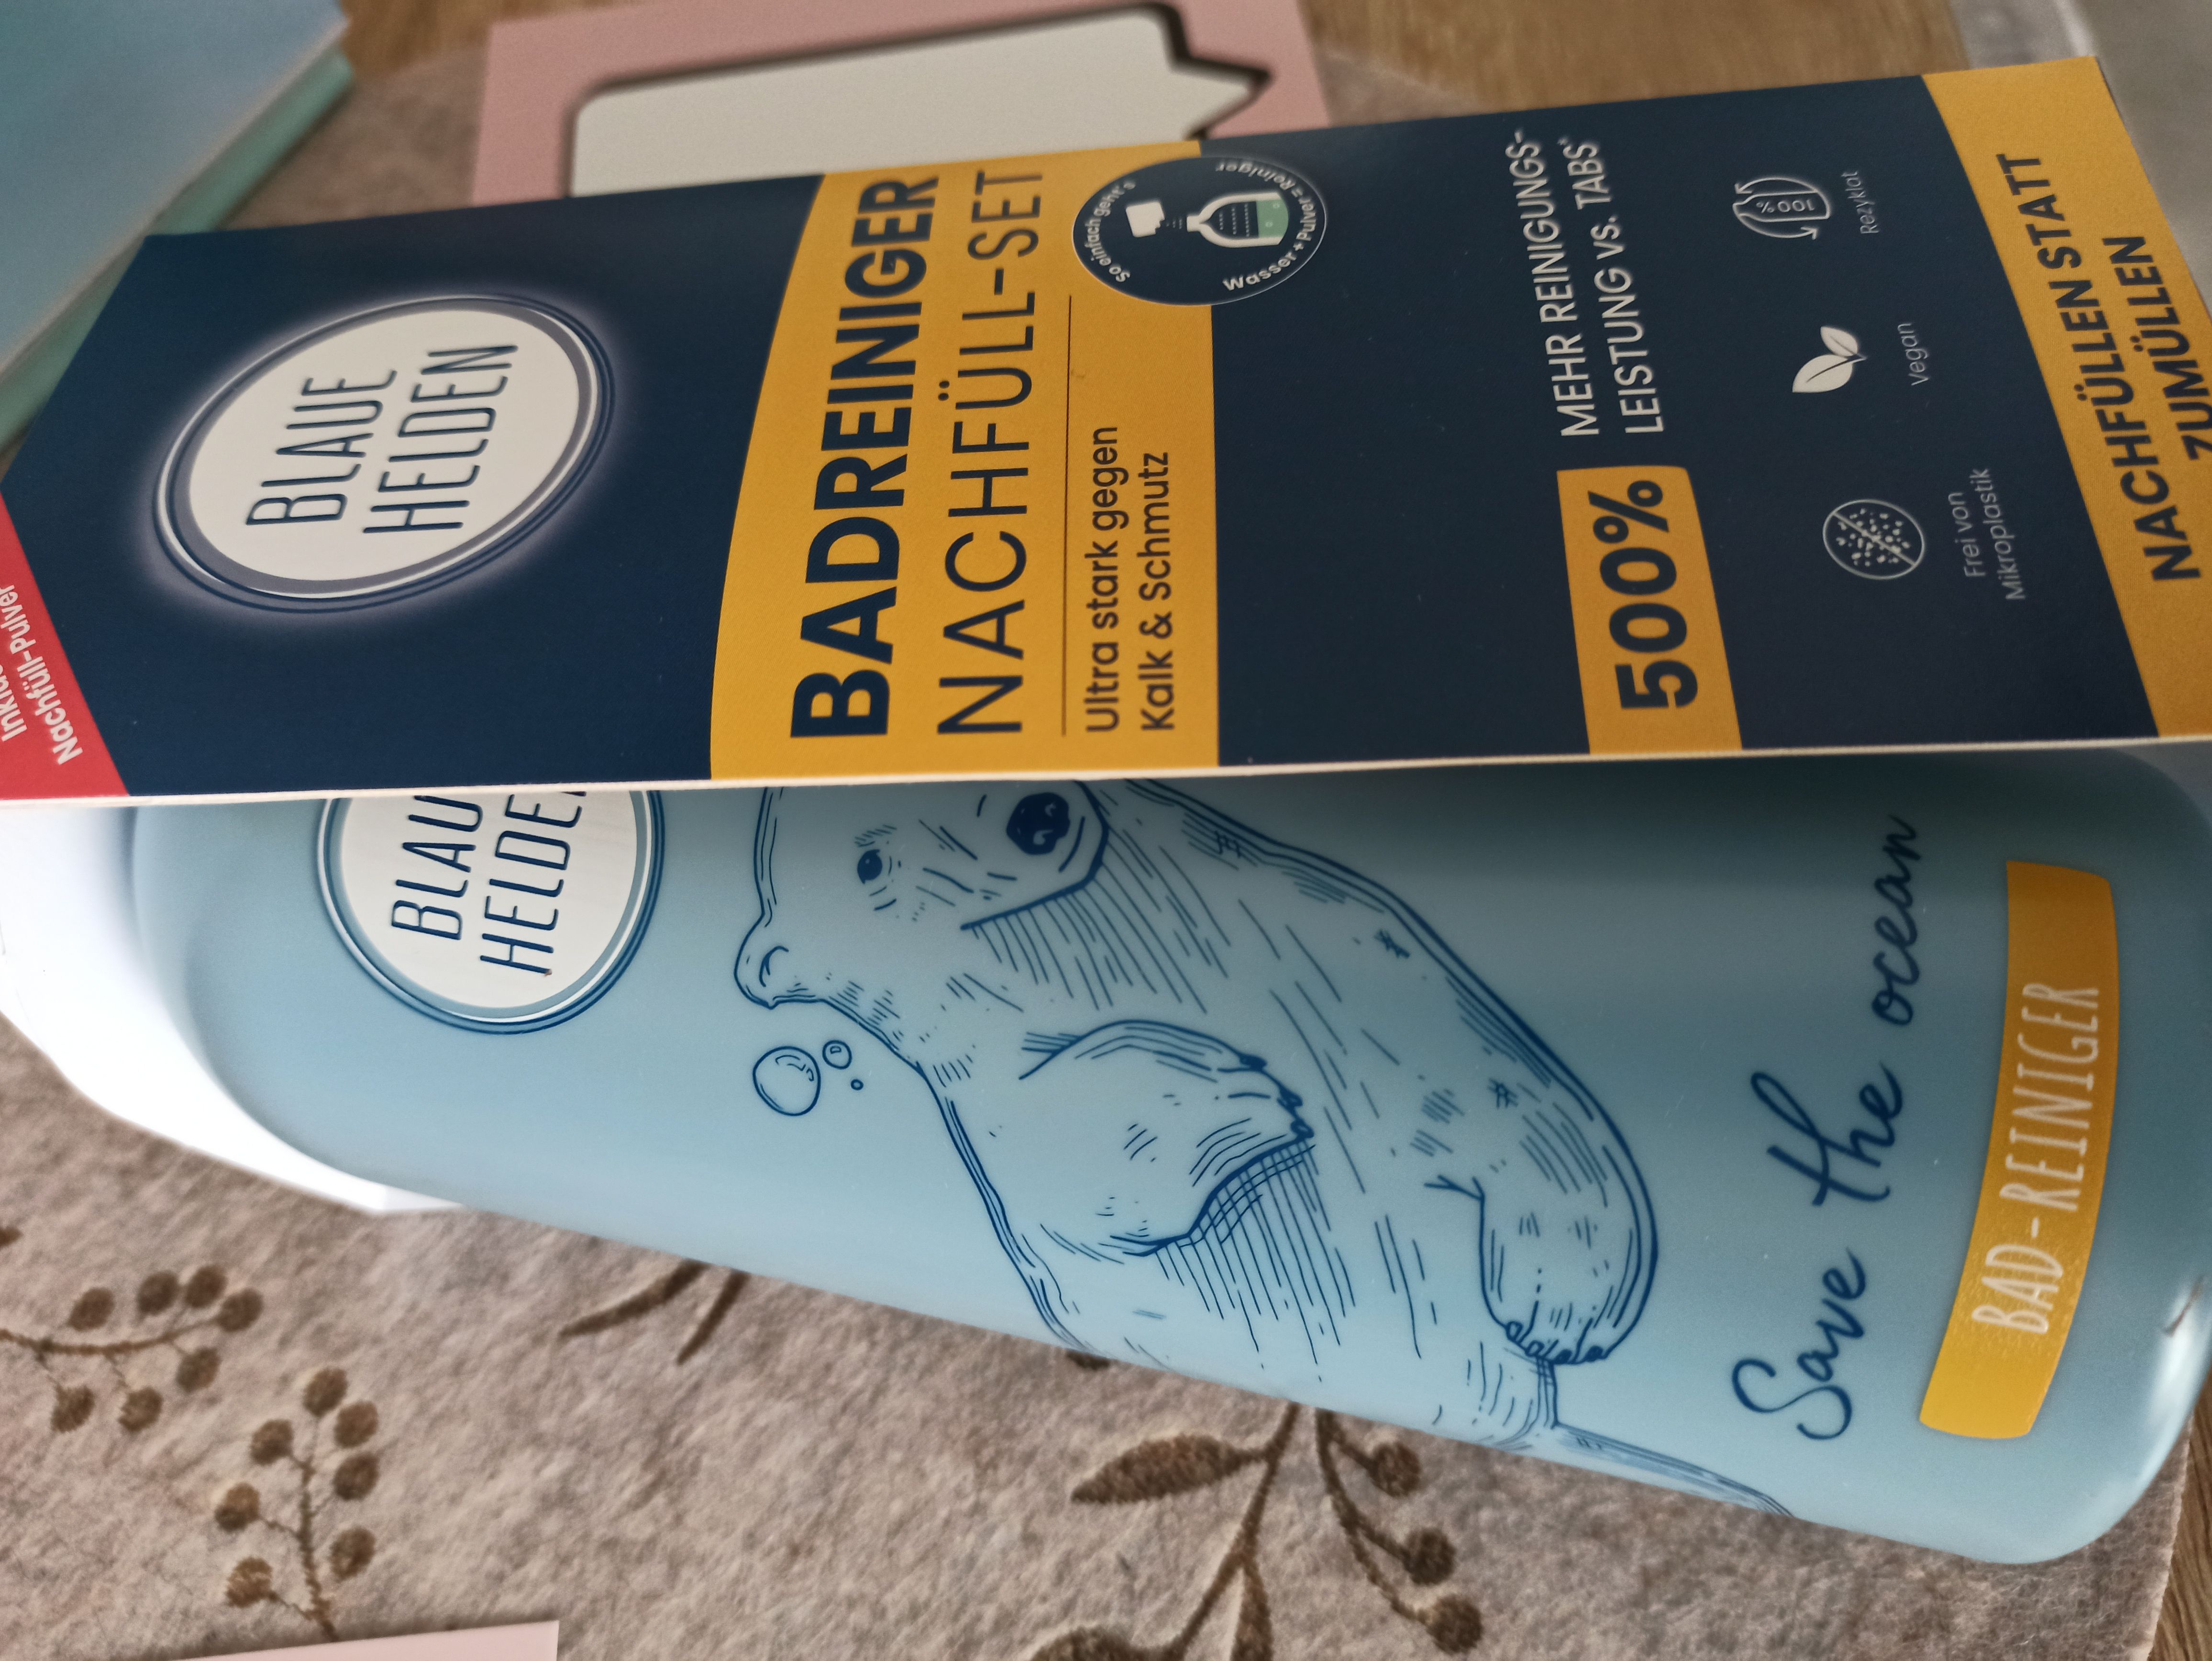 Nachfüll-Pulver
BLAUE
HELDEN
BADREINIGER
NACHFÜLL-SET
Ultra stark gegen
Kalk & Schmutz
So einfach geht's
Wasser + Pulver = Reiniger
500%
MEHR REINIGUNGS-
LEISTUNG VS. TABS*
Frei von
Mikroplastik
Vegan
100%
Rezyklat
NACHFÜLLEN STATT
ZUMÜLLEN
BLAU
HELDEN
Save the ocean
BAD-REINIGER